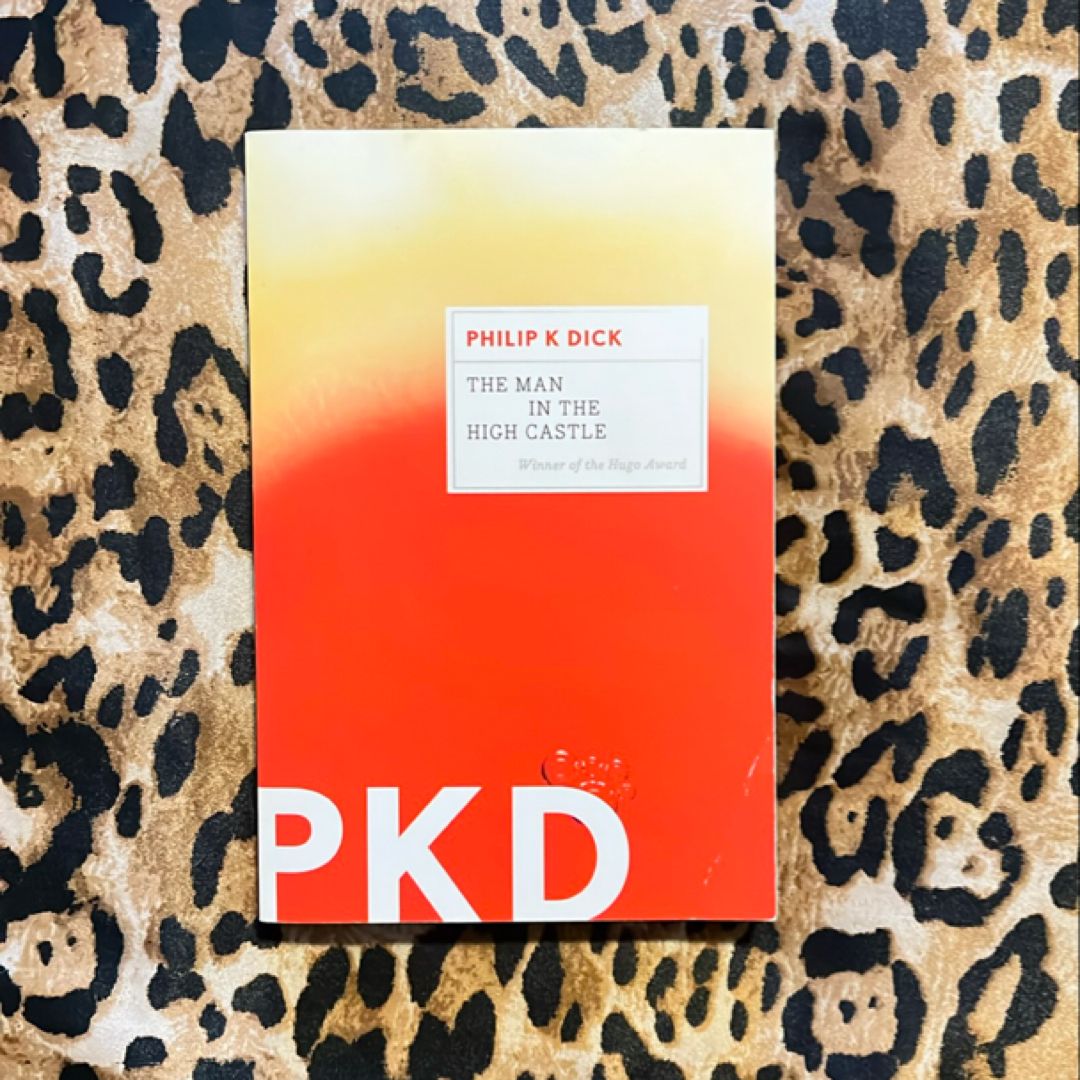 PHILIP K DICK
THE MAN
IN THE
HIGH CASTLE
Winner of the Hugo Award
PKD